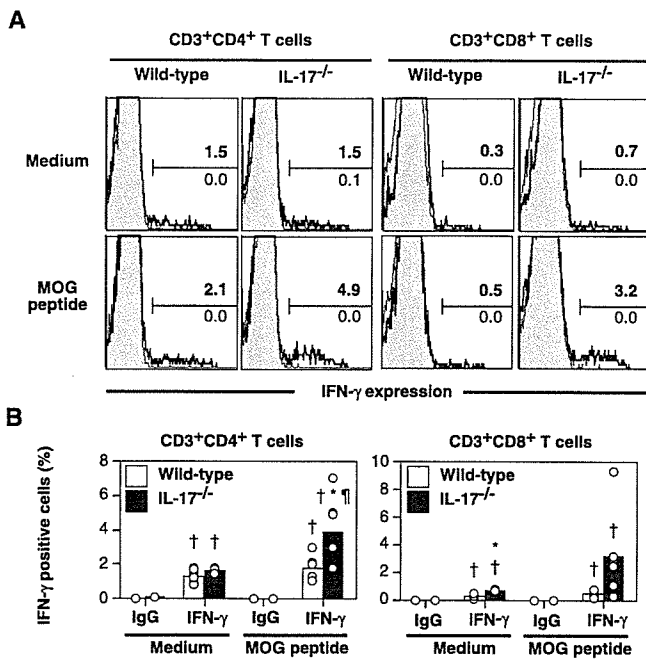 A
CD3+CD4+ T cells CD3+CD8+ T cells
Wild-type IL-17-/- Wild-type IL-17-/-
Medium
1.5 1.5 0.3 0.7
0.0 0.1 0.0 0.0
MOG peptide
2.1 4.9 0.5 3.2
0.0 0.0 0.0 0.0
IFN-γ expression
B
CD3+CD4+ T cells CD3+CD8+ T cells
IFN-γ positive cells (%)
8 10
6 8
4 6
2 4
0 2
0
Wild-type Wild-type
IL-17-/- IL-17-/-
† † † † * ¶
† * † † †
IgG IFN-γ IgG IFN-γ IgG IFN-γ IgG IFN-γ
Medium MOG peptide Medium MOG peptide